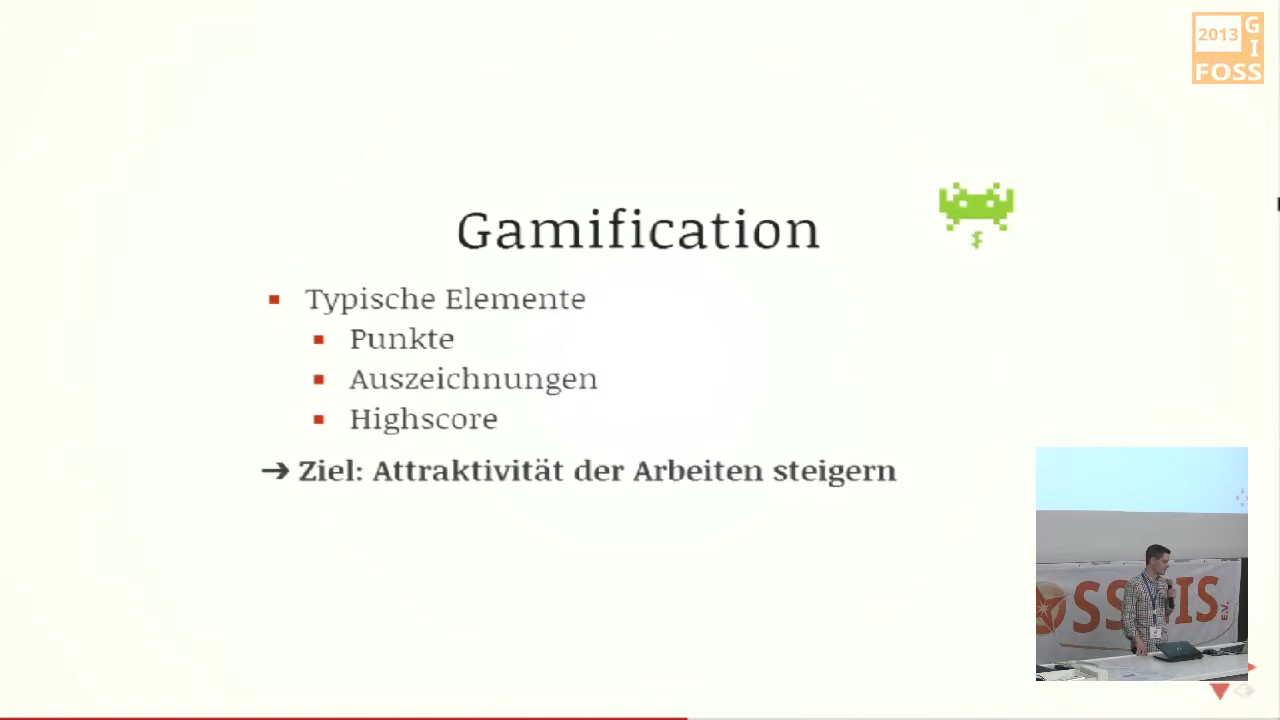 2013
G
I
FOSS
Gamification
Typische Elemente
Punkte
Auszeichnungen
Highscore
➔ Ziel: Attraktivität der Arbeiten steigern
E.V.